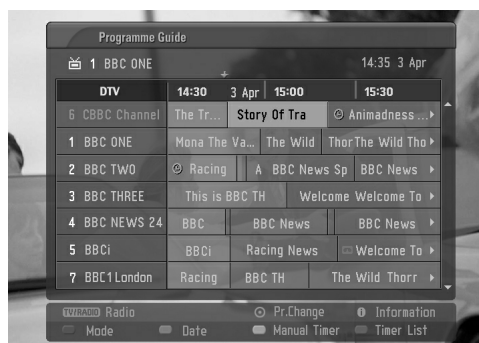 Programme Guide
1 BBC ONE 14:35 3 Apr
DTV 14:30 3 Apr 15:00 15:30
6 CBBC Channel The Tr... Story Of Tra Animadness ...
1 BBC ONE Mona The Va... The Wild Thor The Wild Tho
2 BBC TWO Racing A BBC News Sp BBC News
3 BBC THREE This is BBC TH Welcome Welcome To
4 BBC NEWS 24 BBC BBC News BBC News
5 BBCi BBCi Racing News Welcome To
7 BBC1 London Racing BBC TH The Wild Thorr
TV/RADIO Radio Pr.Change Information
Mode Date Manual Timer Timer List